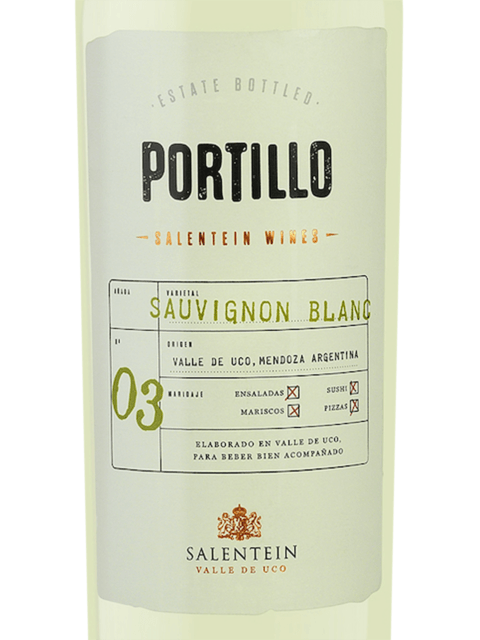 · ESTATE BOTTLED ·
PORTILLO
SALENTEIN WINES
AÑADA
VARIETAL
SAUVIGNON BLANC
Nº
03
ORIGEN
VALLE DE UCO, MENDOZA ARGENTINA
MARIDAJE
ENSALADAS X SUSHI X
MARISCOS X PIZZAS X
ELABORADO EN VALLE DE UCO.
PARA BEBER BIEN ACOMPAÑADO
SALENTEIN
VALLE DE UCO